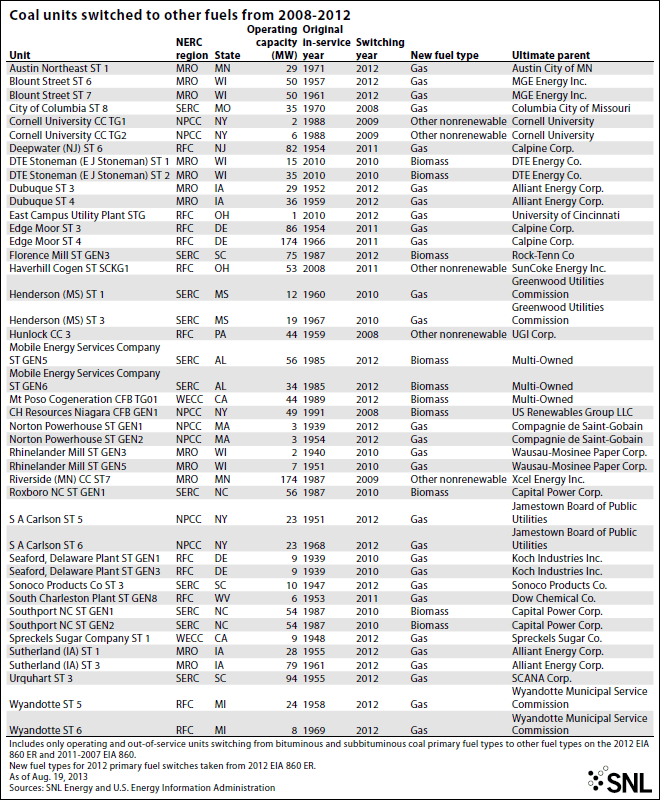 Coal units switched to other fuels from 2008-2012
Operating Original
NERC capacity in-service Switching
Unit region State (MW) year year New fuel type Ultimate parent
Austin Northeast ST 1 MRO MN 29 1971 2012 Gas Austin City of MN
Blount Street ST 6 MRO WI 50 1957 2012 Gas MGE Energy Inc.
Blount Street ST 7 MRO WI 50 1961 2012 Gas MGE Energy Inc.
City of Columbia ST 8 SERC MO 35 1970 2008 Gas Columbia City of Missouri
Cornell University CC TG1 NPCC NY 2 1988 2009 Other nonrenewable Cornell University
Cornell University CC TG2 NPCC NY 6 1988 2009 Other nonrenewable Cornell University
Deepwater (NJ) ST 6 RFC NJ 82 1954 2011 Gas Calpine Corp.
DTE Stoneman (E J Stoneman) ST 1 MRO WI 15 2010 2010 Biomass DTE Energy Co.
DTE Stoneman (E J Stoneman) ST 2 MRO WI 35 2010 2010 Biomass DTE Energy Co.
Dubuque ST 3 MRO IA 29 1952 2012 Gas Alliant Energy Corp.
Dubuque ST 4 MRO IA 36 1959 2012 Gas Alliant Energy Corp.
East Campus Utility Plant STG RFC OH 1 2010 2012 Gas University of Cincinnati
Edge Moor ST 3 RFC DE 86 1954 2011 Gas Calpine Corp.
Edge Moor ST 4 RFC DE 174 1966 2011 Gas Calpine Corp.
Florence Mill ST GEN3 SERC SC 75 1987 2012 Biomass Rock-Tenn Co
Haverhill Cogen ST SCKG1 RFC OH 53 2008 2011 Other nonrenewable SunCoke Energy Inc.
Greenwood Utilities
Henderson (MS) ST 1 SERC MS 12 1960 2010 Gas Commission
Greenwood Utilities
Henderson (MS) ST 3 SERC MS 19 1967 2010 Gas Commission
Hunlock CC 3 RFC PA 44 1959 2008 Other nonrenewable UGI Corp.
Mobile Energy Services Company
ST GEN5 SERC AL 56 1985 2012 Biomass Multi-Owned
Mobile Energy Services Company
ST GEN6 SERC AL 34 1985 2012 Biomass Multi-Owned
Mt Poso Cogeneration CFB TG01 WECC CA 44 1989 2012 Biomass Multi-Owned
CH Resources Niagara CFB GEN1 NPCC NY 49 1991 2008 Biomass US Renewables Group LLC
Norton Powerhouse ST GEN1 NPCC MA 3 1939 2012 Gas Compagnie de Saint-Gobain
Norton Powerhouse ST GEN2 NPCC MA 3 1954 2012 Gas Compagnie de Saint-Gobain
Rhinelander Mill ST GEN3 MRO WI 2 1940 2010 Gas Wausau-Mosinee Paper Corp.
Rhinelander Mill ST GEN5 MRO WI 7 1951 2010 Gas Wausau-Mosinee Paper Corp.
Riverside (MN) CC ST7 MRO MN 174 1987 2009 Other nonrenewable Xcel Energy Inc.
Roxboro NC ST GEN1 SERC NC 56 1987 2010 Biomass Capital Power Corp.
Jamestown Board of Public
S A Carlson ST 5 NPCC NY 23 1951 2012 Gas Utilities
Jamestown Board of Public
S A Carlson ST 6 NPCC NY 23 1968 2012 Gas Utilities
Seaford, Delaware Plant ST GEN1 RFC DE 9 1939 2010 Gas Koch Industries Inc.
Seaford, Delaware Plant ST GEN3 RFC DE 9 1939 2010 Gas Koch Industries Inc.
Sonoco Products Co ST 3 SERC SC 10 1947 2012 Gas Sonoco Products Co.
South Charleston Plant ST GEN8 RFC WV 6 1953 2011 Gas Dow Chemical Co.
Southport NC ST GEN1 SERC NC 54 1987 2010 Biomass Capital Power Corp.
Southport NC ST GEN2 SERC NC 54 1987 2010 Biomass Capital Power Corp.
Spreckels Sugar Company ST 1 WECC CA 9 1948 2012 Gas Spreckels Sugar Co.
Sutherland (IA) ST 1 MRO IA 28 1955 2012 Gas Alliant Energy Corp.
Sutherland (IA) ST 3 MRO IA 79 1961 2012 Gas Alliant Energy Corp.
Urquhart ST 3 SERC SC 94 1955 2012 Gas SCANA Corp.
Wyandotte Municipal Service
Wyandotte ST 5 RFC MI 24 1958 2012 Gas Commission
Wyandotte Municipal Service
Wyandotte ST 6 RFC MI 8 1969 2012 Gas Commission
Includes only operating and out-of-service units switching from bituminous and subbituminous coal primary fuel types to other fuel types on the 2012 EIA
860 ER and 2011-2007 EIA 860.
New fuel types for 2012 primary fuel switches taken from 2012 EIA 860 ER.
As of Aug. 19, 2013
Sources: SNL Energy and U.S. Energy Information Administration
SNL